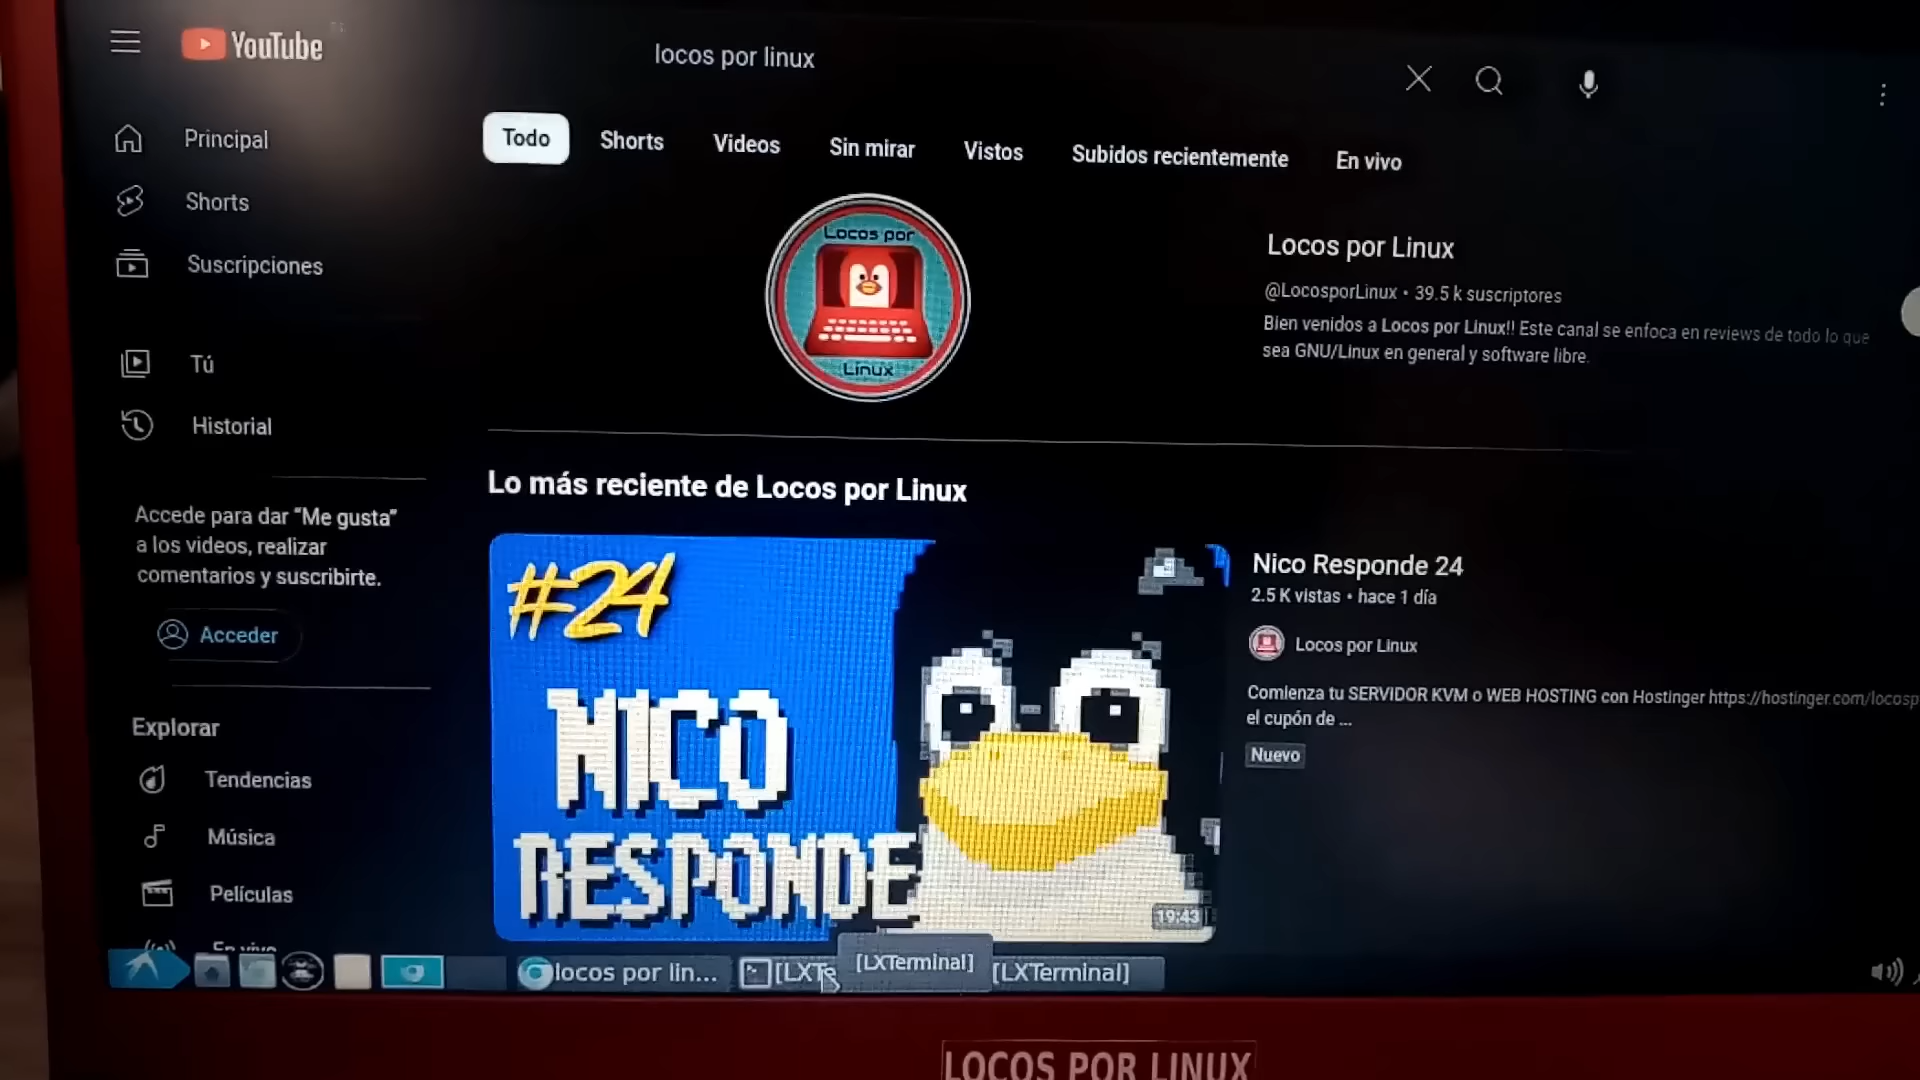 YouTube
locos por linux
Principal
Shorts
Suscripciones
Tú
Historial
Accede para dar “Me gusta”
a los videos, realizar
comentarios y suscribirte.
Acceder
Explorar
Tendencias
Música
Películas
En vivo
Todo
Shorts
Videos
Sin mirar
Vistos
Subidos recientemente
En vivo
Locos por
Linux
Locos por Linux
@LocosporLinux • 39.5 k suscriptores
Bien venidos a Locos por Linux!! Este canal se enfoca en reviews de todo lo que
sea GNU/Linux en general y software libre.
Lo más reciente de Locos por Linux
#24
NICO
RESPONDE
19:43
Nico Responde 24
2.5 K vistas • hace 1 día
Locos por Linux
Comienza tu SERVIDOR KVM o WEB HOSTING con Hostinger https://hostinger.com/locosp
el cupón de ...
Nuevo
locos por lin...
[LXTe
[LXTerminal]
[LXTerminal]
LOCOS POR LINUX